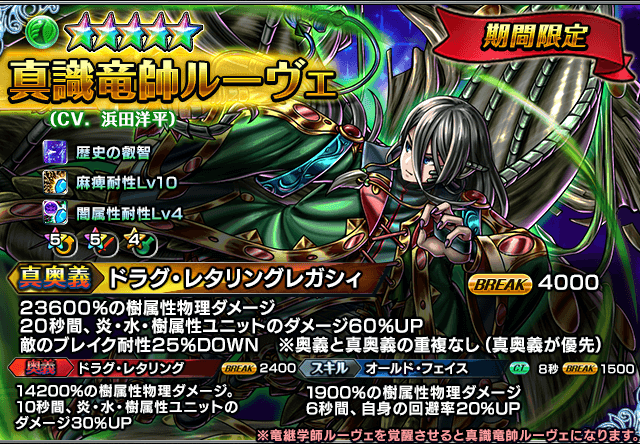 期間限定
真識竜帥ルーヴェ
(CV. 浜田洋平)
歴史の叡智
麻痺耐性Lv10
闇属性耐性Lv4
5 5 4
真奥義 ドラグ・レタリングレガシィ BREAK 4000
23600%の樹属性物理ダメージ
20秒間、炎・水・樹属性ユニットのダメージ60%UP
敵のブレイク耐性25%DOWN ※奥義と真奥義の重複なし(真奥義が優先)
奥義 ドラグ・レタリング BREAK 2400
14200%の樹属性物理ダメージ。
10秒間、炎・水・樹属性ユニットの
ダメージ30%UP
スキル オールド・フェイス CT 8秒 BREAK 1500
1900%の樹属性物理ダメージ
6秒間、自身の回避率20%UP
※竜継学師ルーヴェを覚醒させると真識竜帥ルーヴェになります。